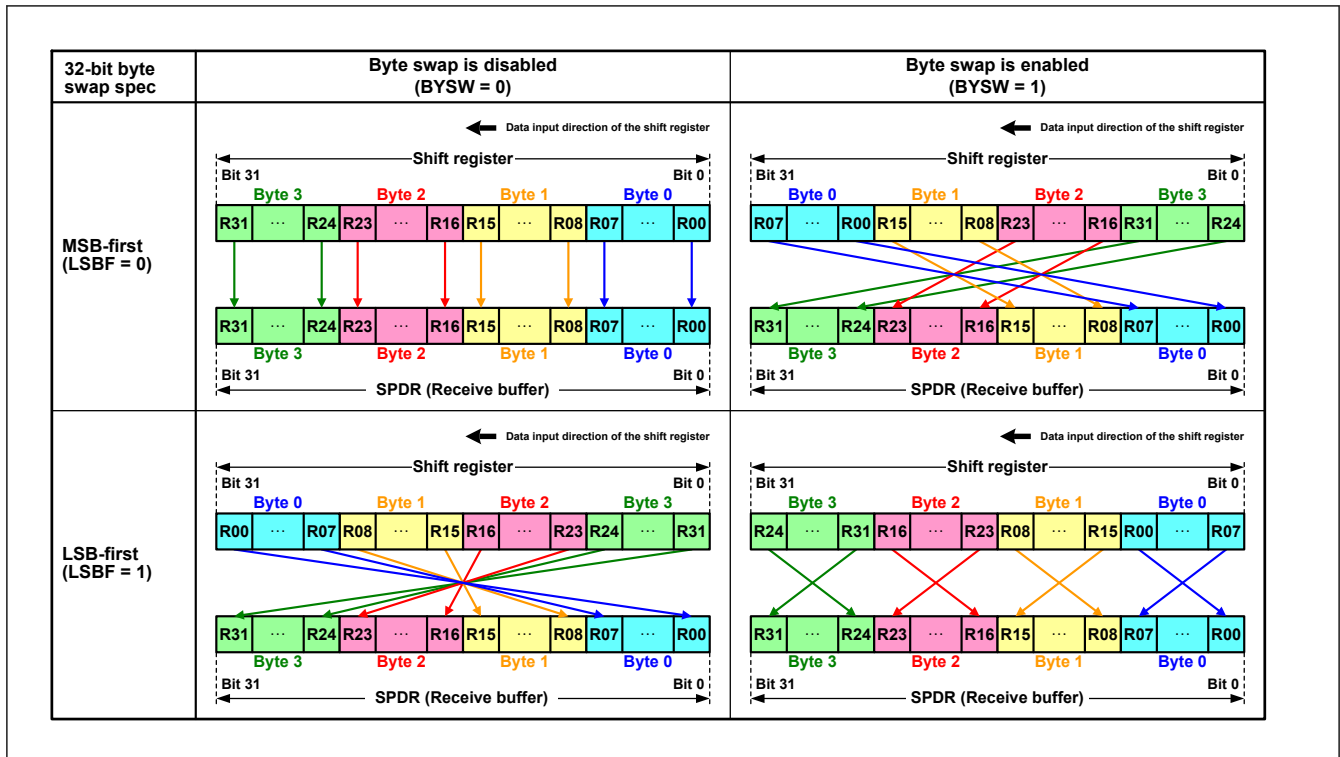 32-bit byte
swap spec
Byte swap is disabled
(BYSW = 0)
Byte swap is enabled
(BYSW = 1)
MSB-first
(LSBF = 0)
Data input direction of the shift register
Shift register
Bit 31 Bit 0
Byte 3 Byte 2 Byte 1 Byte 0
R31 ... R24 R23 ... R16 R15 ... R08 R07 ... R00
R31 ... R24 R23 ... R16 R15 ... R08 R07 ... R00
Byte 3 Byte 2 Byte 1 Byte 0
Bit 31 Bit 0
SPDR (Receive buffer)
Data input direction of the shift register
Shift register
Bit 31 Bit 0
Byte 0 Byte 1 Byte 2 Byte 3
R07 ... R00 R15 ... R08 R23 ... R16 R31 ... R24
R31 ... R24 R23 ... R16 R15 ... R08 R07 ... R00
Byte 3 Byte 2 Byte 1 Byte 0
Bit 31 Bit 0
SPDR (Receive buffer)
LSB-first
(LSBF = 1)
Data input direction of the shift register
Shift register
Bit 31 Bit 0
Byte 0 Byte 1 Byte 2 Byte 3
R00 ... R07 R08 ... R15 R16 ... R23 R24 ... R31
R31 ... R24 R23 ... R16 R15 ... R08 R07 ... R00
Byte 3 Byte 2 Byte 1 Byte 0
Bit 31 Bit 0
SPDR (Receive buffer)
Data input direction of the shift register
Shift register
Bit 31 Bit 0
Byte 3 Byte 2 Byte 1 Byte 0
R24 ... R31 R16 ... R23 R08 ... R15 R00 ... R07
R31 ... R24 R23 ... R16 R15 ... R08 R07 ... R00
Byte 3 Byte 2 Byte 1 Byte 0
Bit 31 Bit 0
SPDR (Receive buffer)